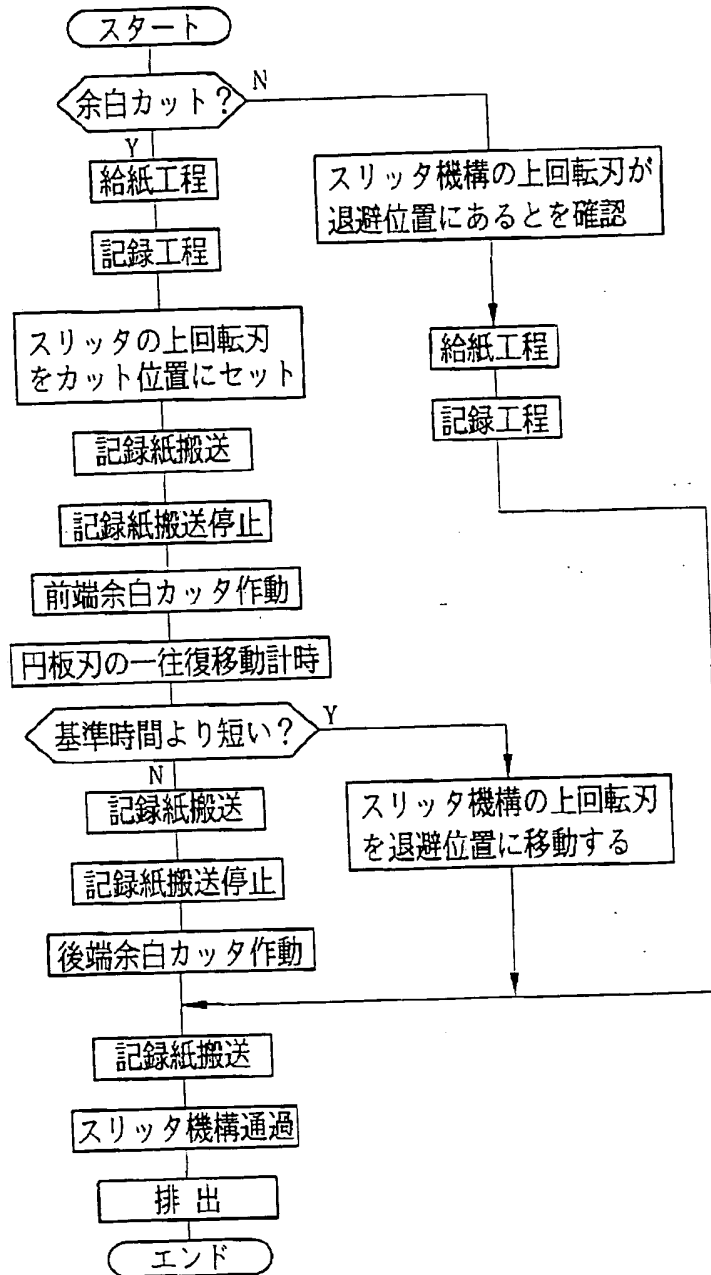 スタート
余白カット?
N
Y
給紙工程
記録工程
スリッタの上回転刃
をカット位置にセット
記録紙搬送
記録紙搬送停止
前端余白カッタ作動
円板刃の一往復移動計時
基準時間より短い?
Y
N
記録紙搬送
記録紙搬送停止
後端余白カッタ作動
スリッタ機構の上回転刃が
退避位置にあるとを確認
給紙工程
記録工程
スリッタ機構の上回転刃
を退避位置に移動する
記録紙搬送
スリッタ機構通過
排出
エンド